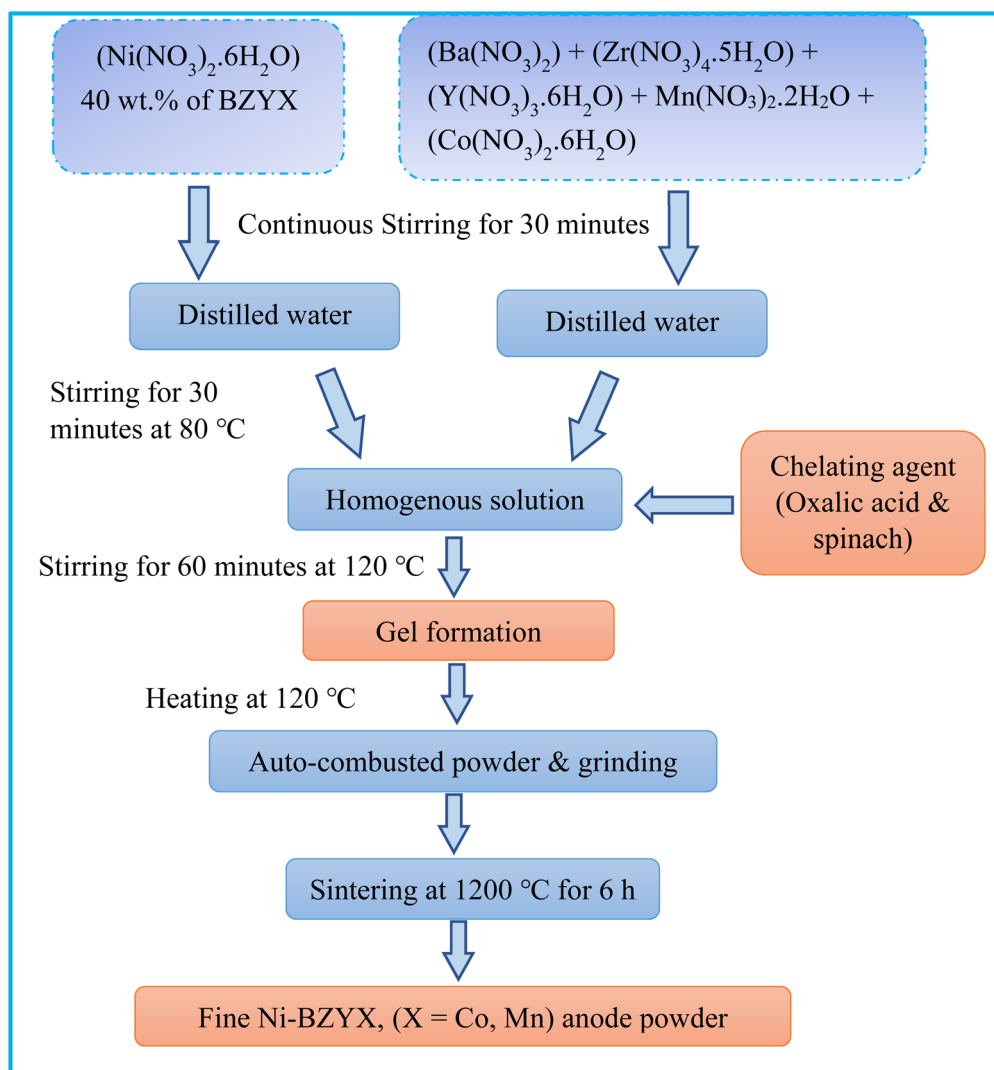 (Ni(NO₃)₂.6H₂O)
40 wt.% of BZYX
(Ba(NO₃)₂) + (Zr(NO₃)₄.5H₂O) +
(Y(NO₃)₃.6H₂O) + Mn(NO₃)₂.2H₂O +
(Co(NO₃)₂.6H₂O)
Continuous Stirring for 30 minutes
Distilled water
Distilled water
Stirring for 30
minutes at 80 °C
Homogenous solution
Chelating agent
(Oxalic acid &
spinach)
Stirring for 60 minutes at 120 °C
Gel formation
Heating at 120 °C
Auto-combusted powder & grinding
Sintering at 1200 °C for 6 h
Fine Ni-BZYX, (X = Co, Mn) anode powder